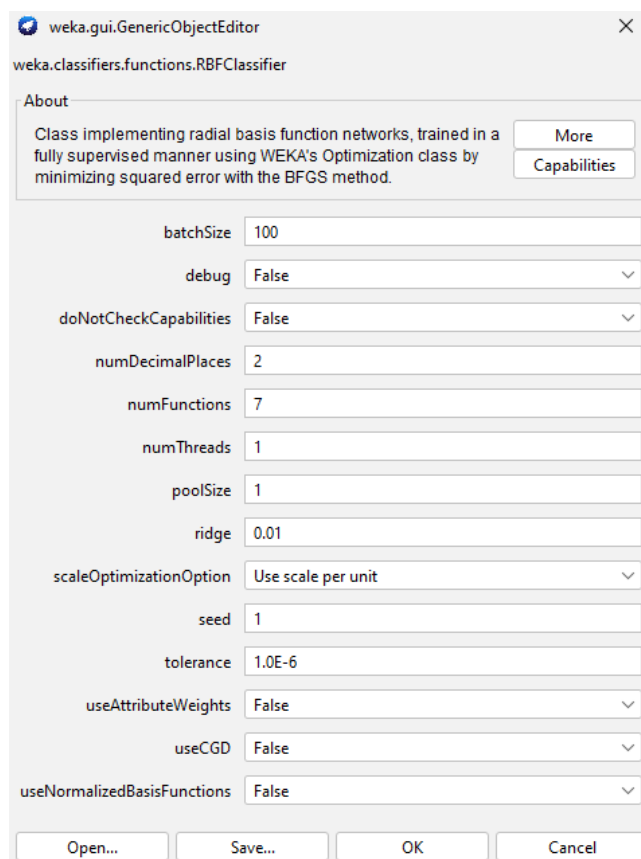 weka.gui.GenericObjectEditor
weka.classifiers.functions.RBFClassifier
About
Class implementing radial basis function networks, trained in a
fully supervised manner using WEKA's Optimization class by
minimizing squared error with the BFGS method.
More
Capabilities
batchSize 100
debug False
doNotCheckCapabilities False
numDecimalPlaces 2
numFunctions 7
numThreads 1
poolSize 1
ridge 0.01
scaleOptimizationOption Use scale per unit
seed 1
tolerance 1.0E-6
useAttributeWeights False
useCGD False
useNormalizedBasisFunctions False
Open... Save... OK Cancel